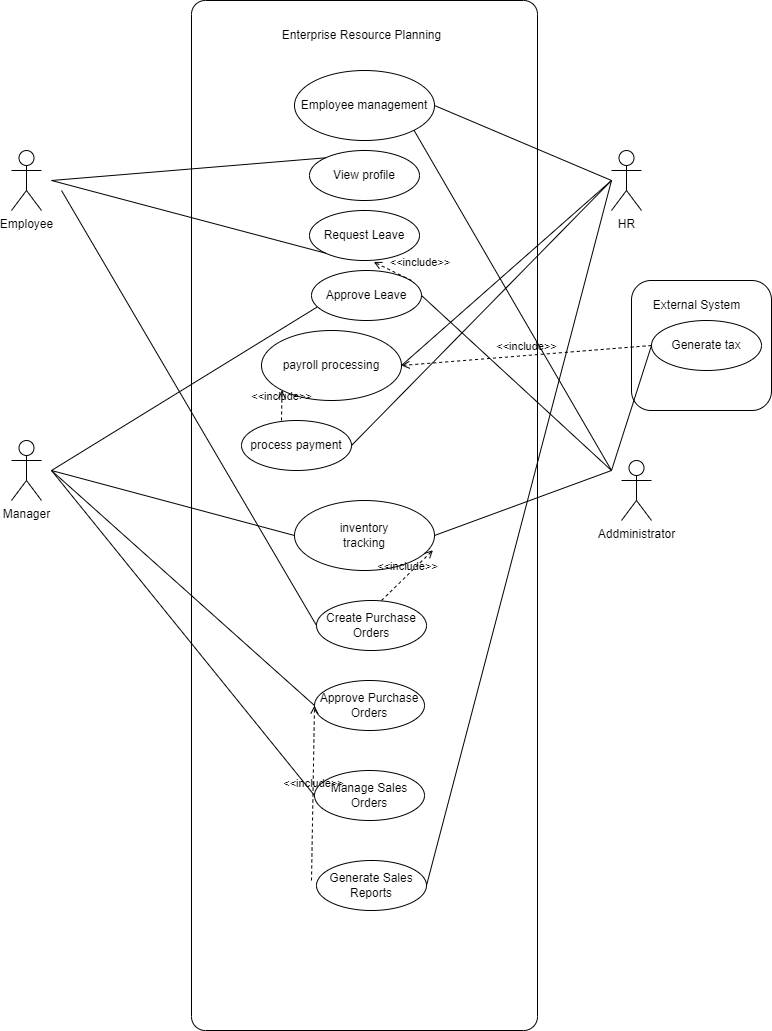 Enterprise Resource Planning
Employee management
View profile
Employee
HR
Request Leave
<<include>>
Approve Leave
External System
Generate tax
<<include>>
payroll processing
<<include>>
process payment
Manager
Addministrator
inventory
tracking
<<include>>
Create Purchase
Orders
Approve Purchase
Orders
<<include>>
Manage Sales
Orders
Generate Sales
Reports